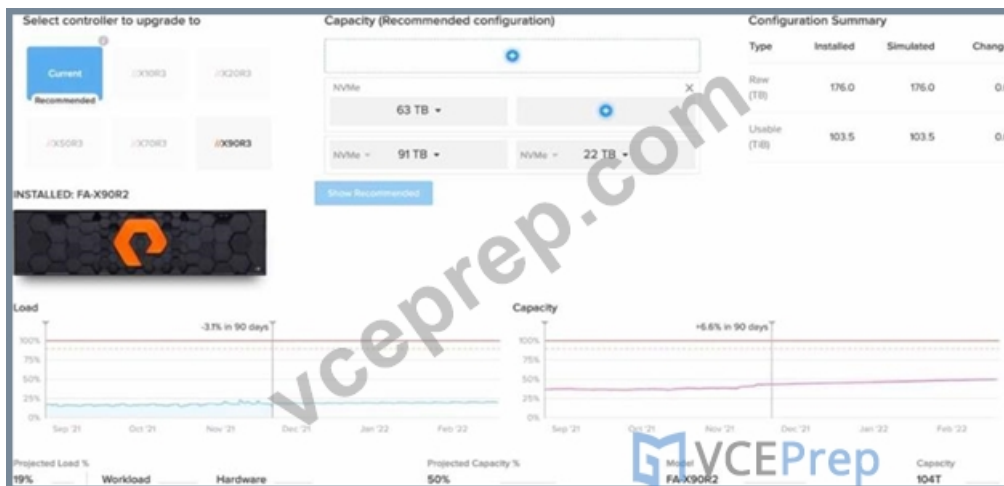 Select controller to upgrade to
Capacity (Recommended configuration)
Configuration Summary
Type Installed Simulated Chang
Current
//X10R3
//X20R3
Recommended
NVMe
63 TB
Raw (TB) 176.0 176.0 0.
Usable (TiB) 103.5 103.5 0.
//X50R3
//X70R3
//X90R3
NVMe 91 TB
NVMe 22 TB
Show Recommended
INSTALLED: FA-X90R2
vceprep.com
Load
Capacity
-3.1% in 90 days
+6.6% in 90 days
100%
75%
50%
25%
0%
Sep '21 Oct '21 Nov '21 Dec '21 Jan '22 Feb '22
100%
75%
50%
25%
0%
Sep '21 Oct '21 Nov '21 Dec '21 Jan '22 Feb '22
VCEPrep
Projected Load %
Projected Capacity %
Model
Capacity
19%
Workload
Hardware
50%
FA-X90R2
104T